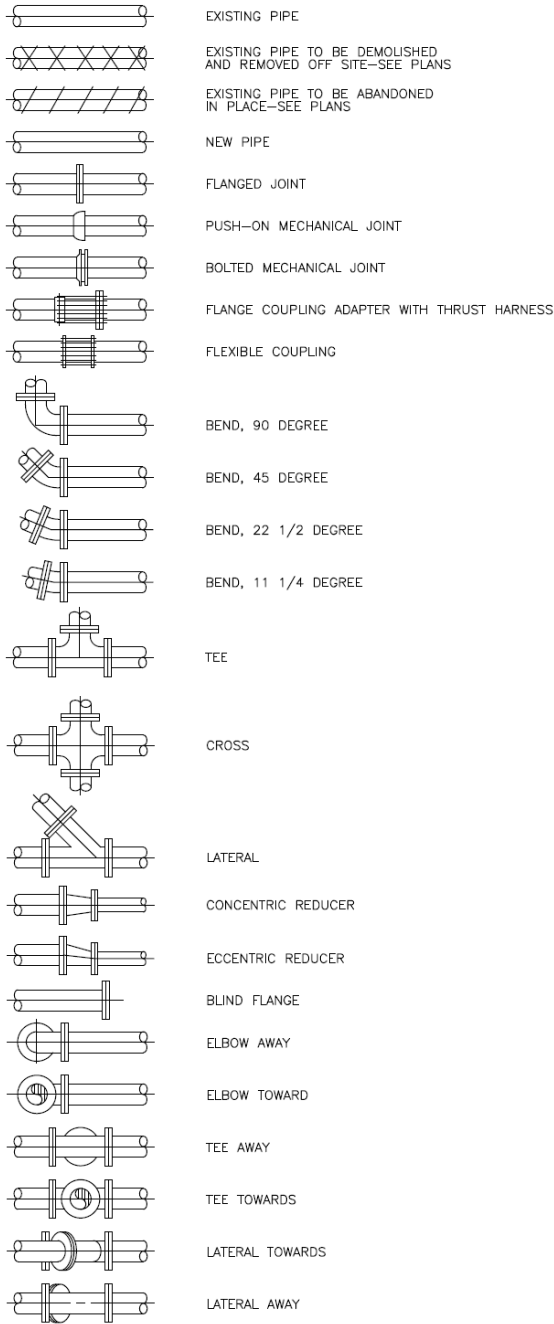 EXISTING PIPE
EXISTING PIPE TO BE DEMOLISHED
AND REMOVED OFF SITE–SEE PLANS
EXISTING PIPE TO BE ABANDONED
IN PLACE–SEE PLANS
NEW PIPE
FLANGED JOINT
PUSH–ON MECHANICAL JOINT
BOLTED MECHANICAL JOINT
FLANGE COUPLING ADAPTER WITH THRUST HARNESS
FLEXIBLE COUPLING
BEND, 90 DEGREE
BEND, 45 DEGREE
BEND, 22 1/2 DEGREE
BEND, 11 1/4 DEGREE
TEE
CROSS
LATERAL
CONCENTRIC REDUCER
ECCENTRIC REDUCER
BLIND FLANGE
ELBOW AWAY
ELBOW TOWARD
TEE AWAY
TEE TOWARDS
LATERAL TOWARDS
LATERAL AWAY